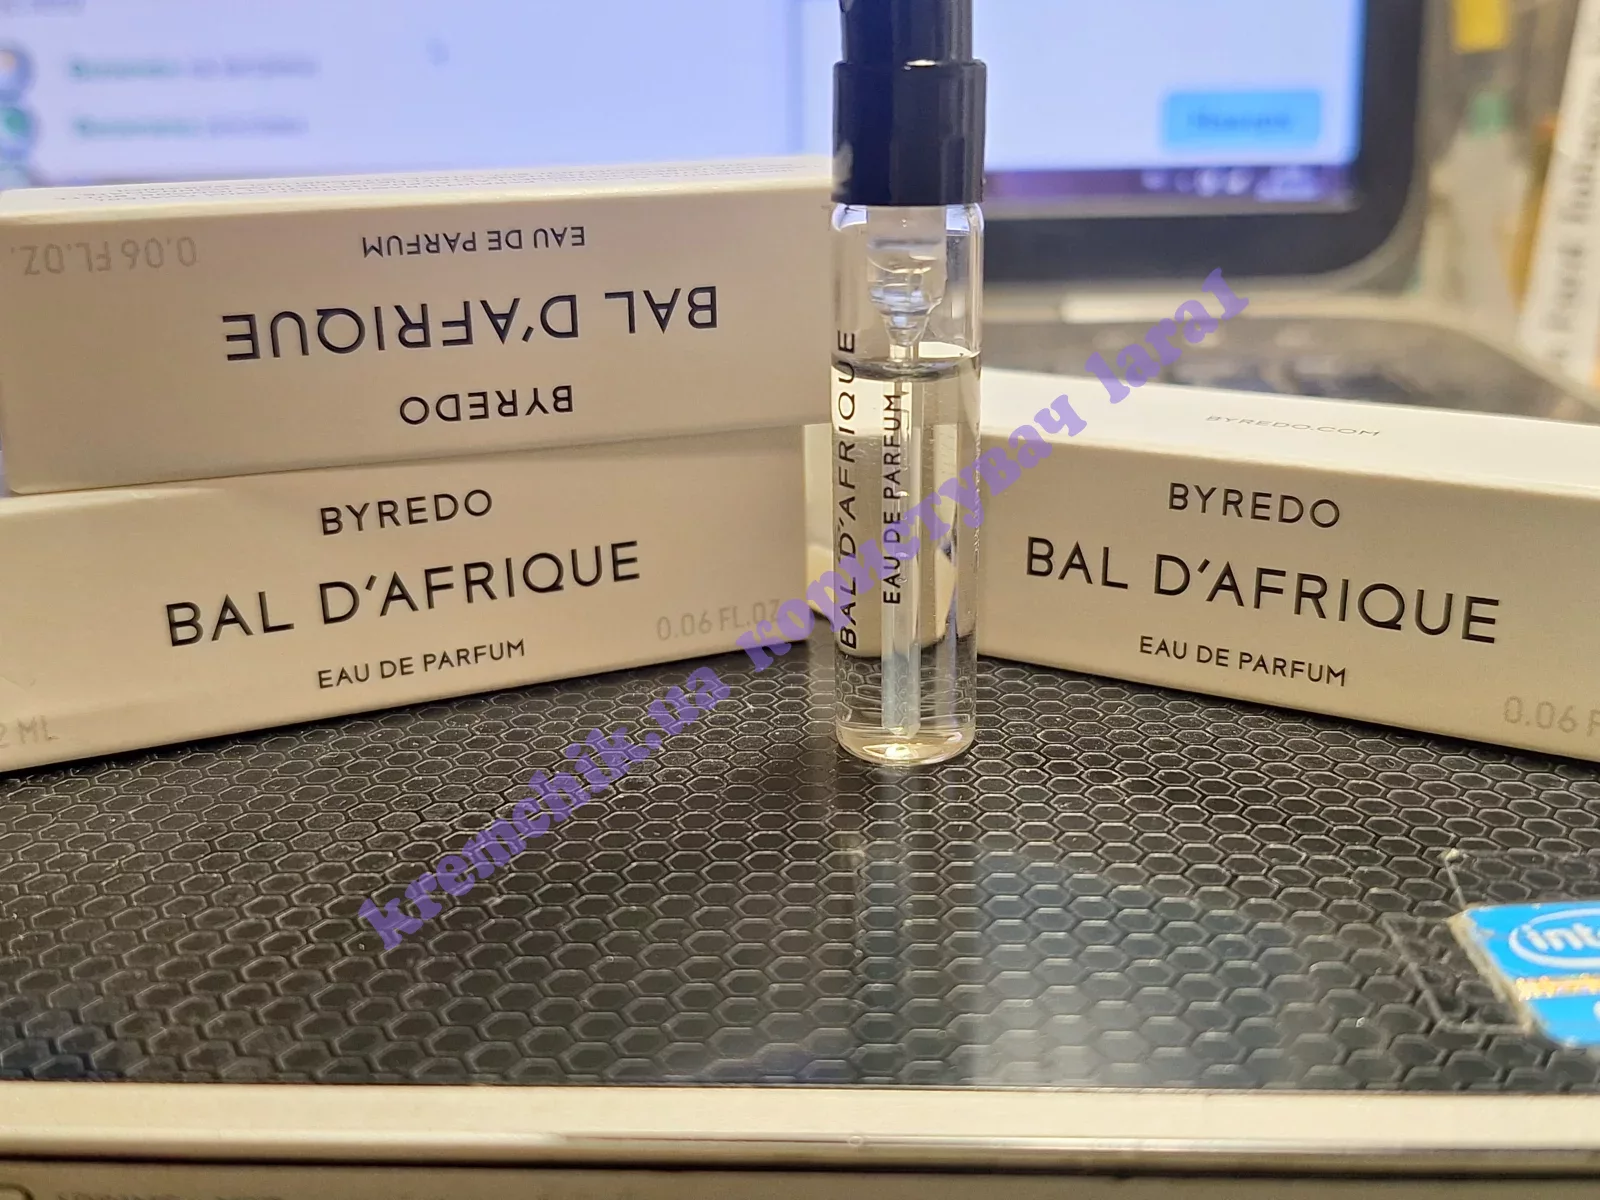 0.06 FL.OZ.
EAU DE PARFUM
BAL D'AFRIQUE
BYREDO
BYREDO
BAL D'AFRIQUE
EAU DE PARFUM
0.06 FL.OZ
2 ML
BAL D'AFRIQUE
EAU DE PARFUM
BYREDO.COM
BYREDO
BAL D'AFRIQUE
EAU DE PARFUM
0.06 F
kremchik.ua користувач lara1
inte